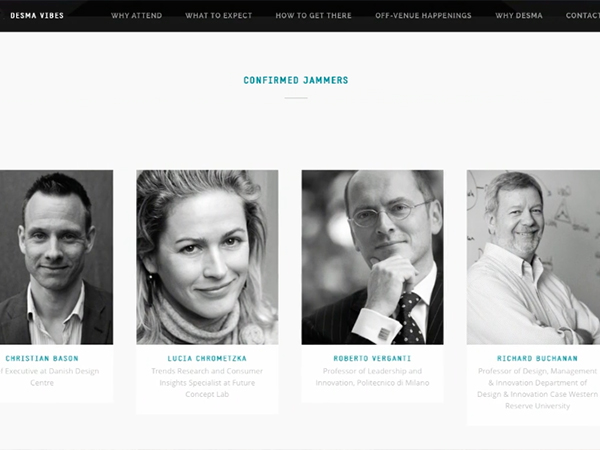 DESMA VIBES WHY ATTEND WHAT TO EXPECT HOW TO GET THERE OFF-VENUE HAPPENINGS WHY DESMA CONTACT
CONFIRMED JAMMERS
CHRISTIAN BASON
f Executive at Danish Design
Centre
LUCIA CHROMETZKA
Trends Research and Consumer
Insights Specialist at Future
Concept Lab
ROBERTO VERGANTI
Professor of Leadership and
Innovation, Politecnico di Milano
RICHARD BUCHANAN
Professor of Design, Management
& Innovation Department of
Design & Innovation Case Western
Reserve University